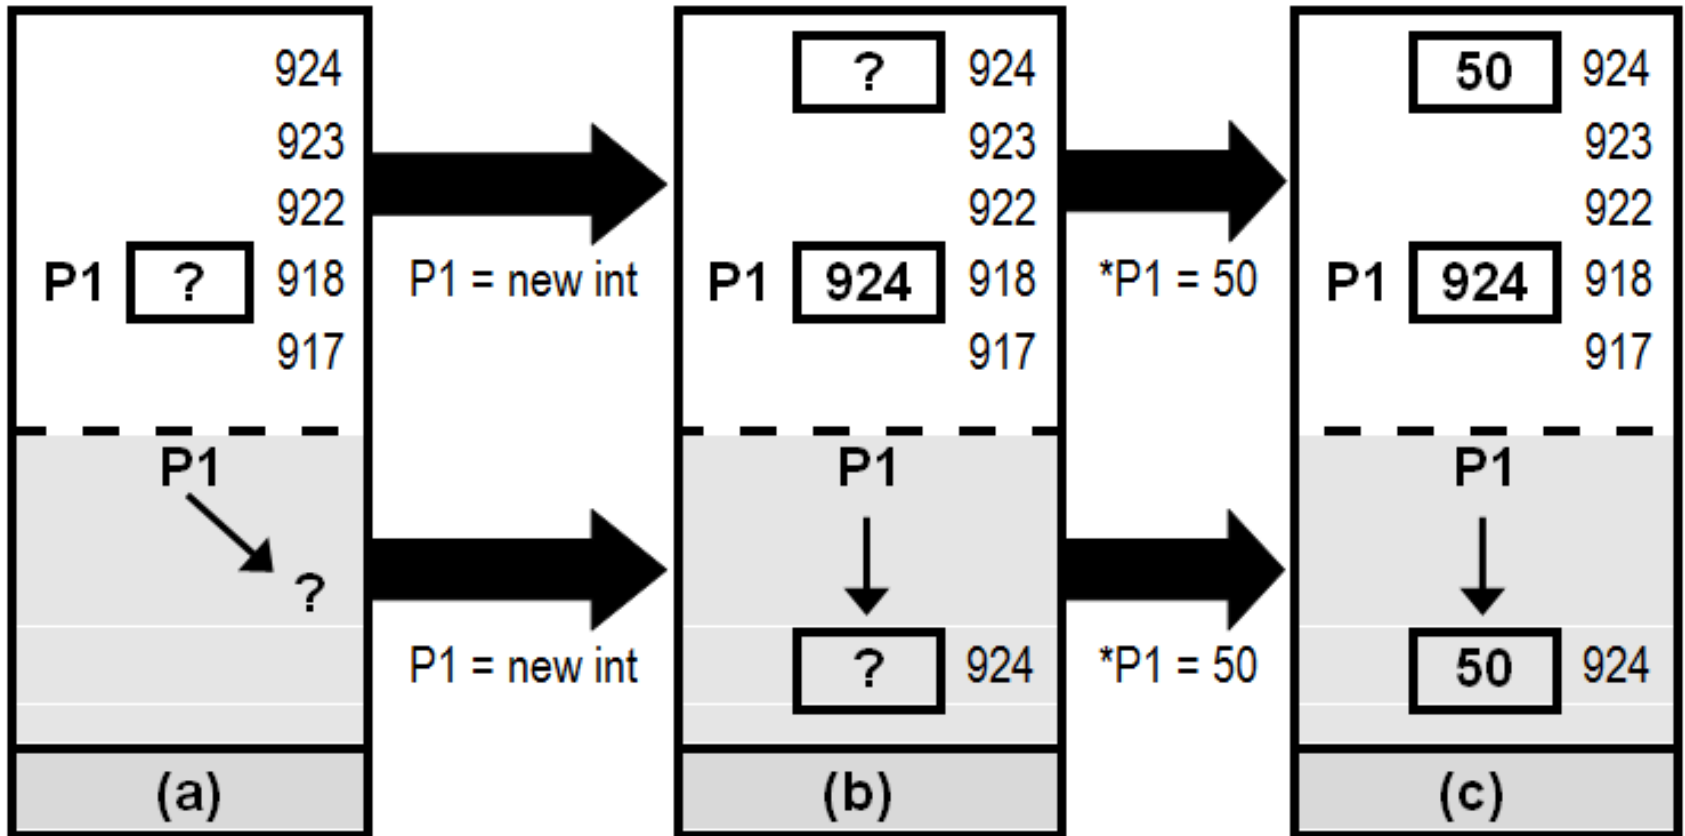 924
923
922
P1 ? 918
917
P1
?
(a)
P1 = new int
P1 = new int
? 924
923
922
P1 924 918
917
P1
? 924
(b)
*P1 = 50
*P1 = 50
50 924
923
922
P1 924 918
917
P1
50 924
(c)